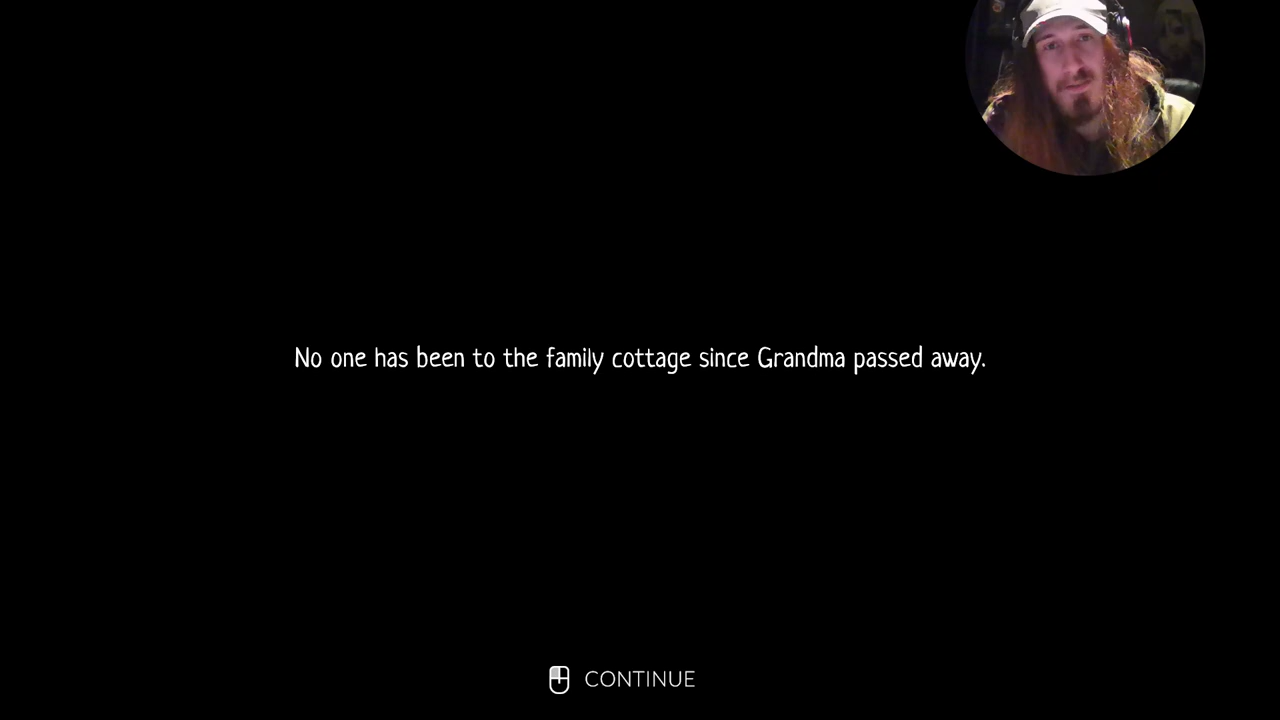 No one has been to the family cottage since Grandma passed away.
CONTINUE